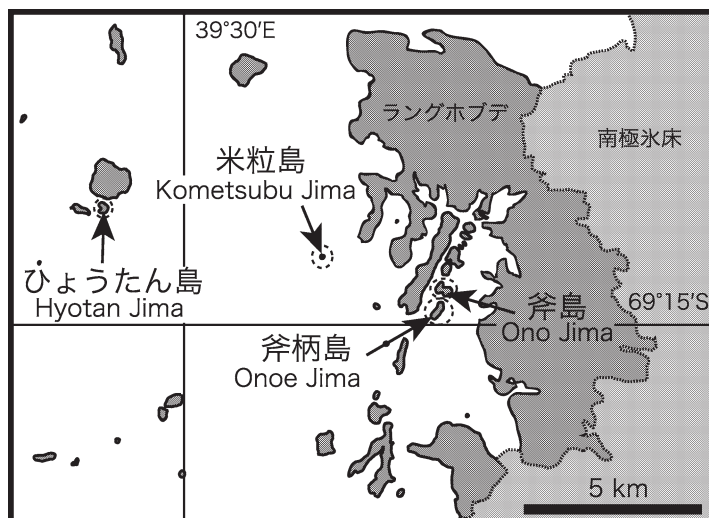 39°30′E
ラングホブデ
南極氷床
米粒島
Kometsubu Jima
ひょうたん島
Hyotan Jima
69°15′S
斧島
Ono Jima
斧柄島
Onoe Jima
5 km